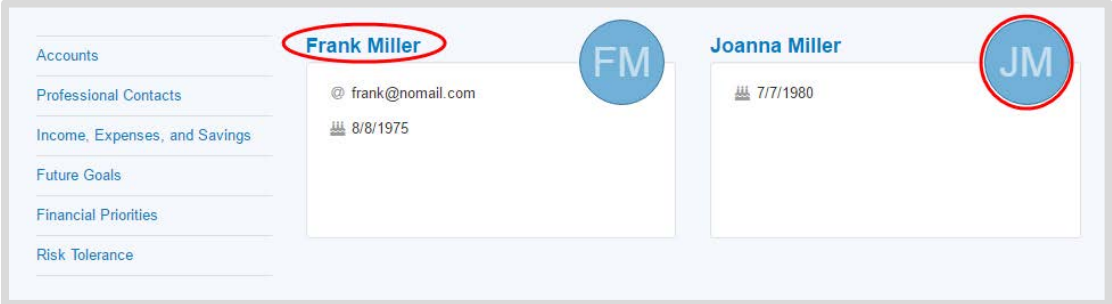 Accounts
Professional Contacts
Income, Expenses, and Savings
Future Goals
Financial Priorities
Risk Tolerance
Frank Miller
FM
@ frank@nomail.com
8/8/1975
Joanna Miller
JM
7/7/1980